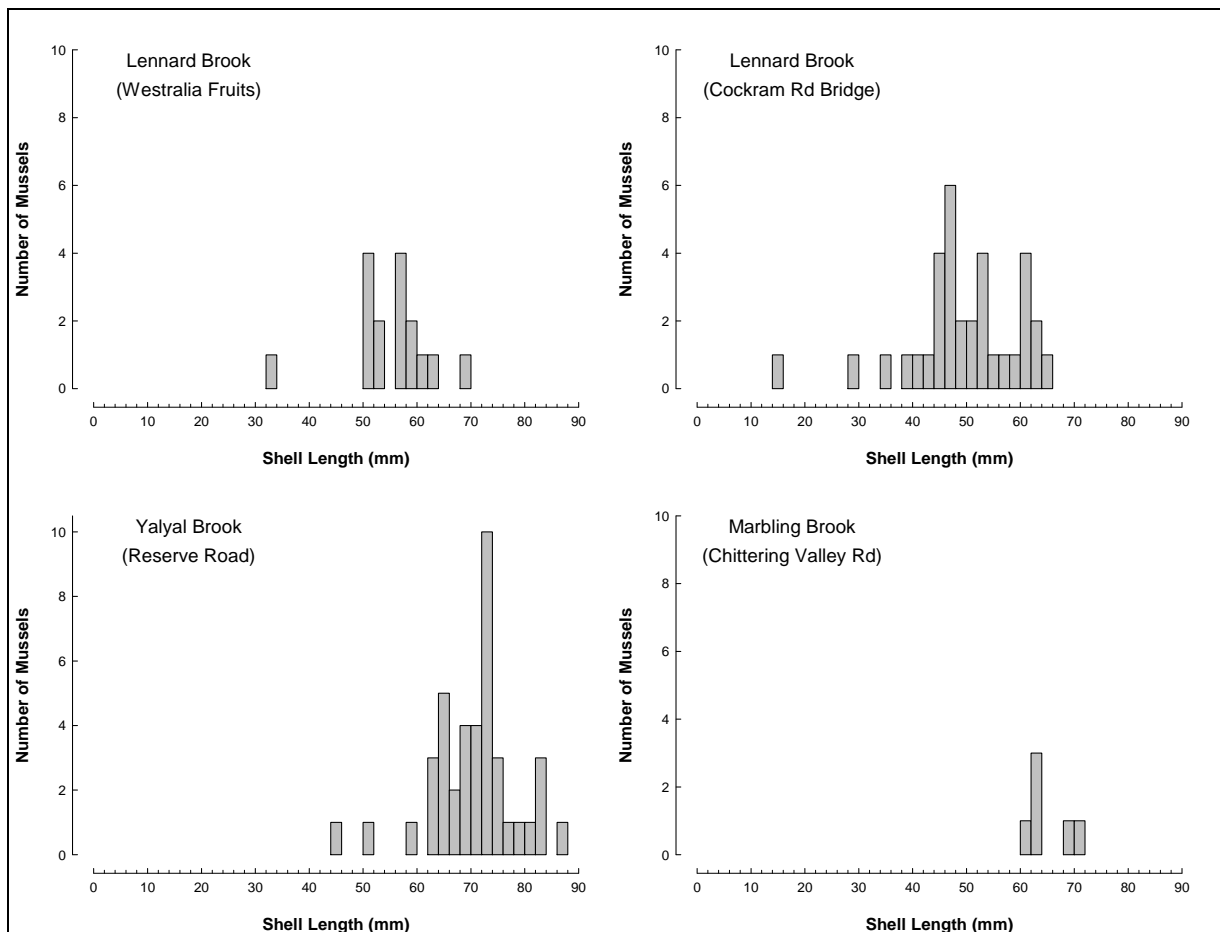 Lennard Brook
(Westralia Fruits)
Number of Mussels
10
8
6
4
2
0
0 10 20 30 40 50 60 70 80 90
Shell Length (mm)
Lennard Brook
(Cockram Rd Bridge)
Number of Mussels
10
8
6
4
2
0
0 10 20 30 40 50 60 70 80 90
Shell Length (mm)
Yalyal Brook
(Reserve Road)
Number of Mussels
10
8
6
4
2
0
0 10 20 30 40 50 60 70 80 90
Shell Length (mm)
Marbling Brook
(Chittering Valley Rd)
Number of Mussels
10
8
6
4
2
0
0 10 20 30 40 50 60 70 80 90
Shell Length (mm)